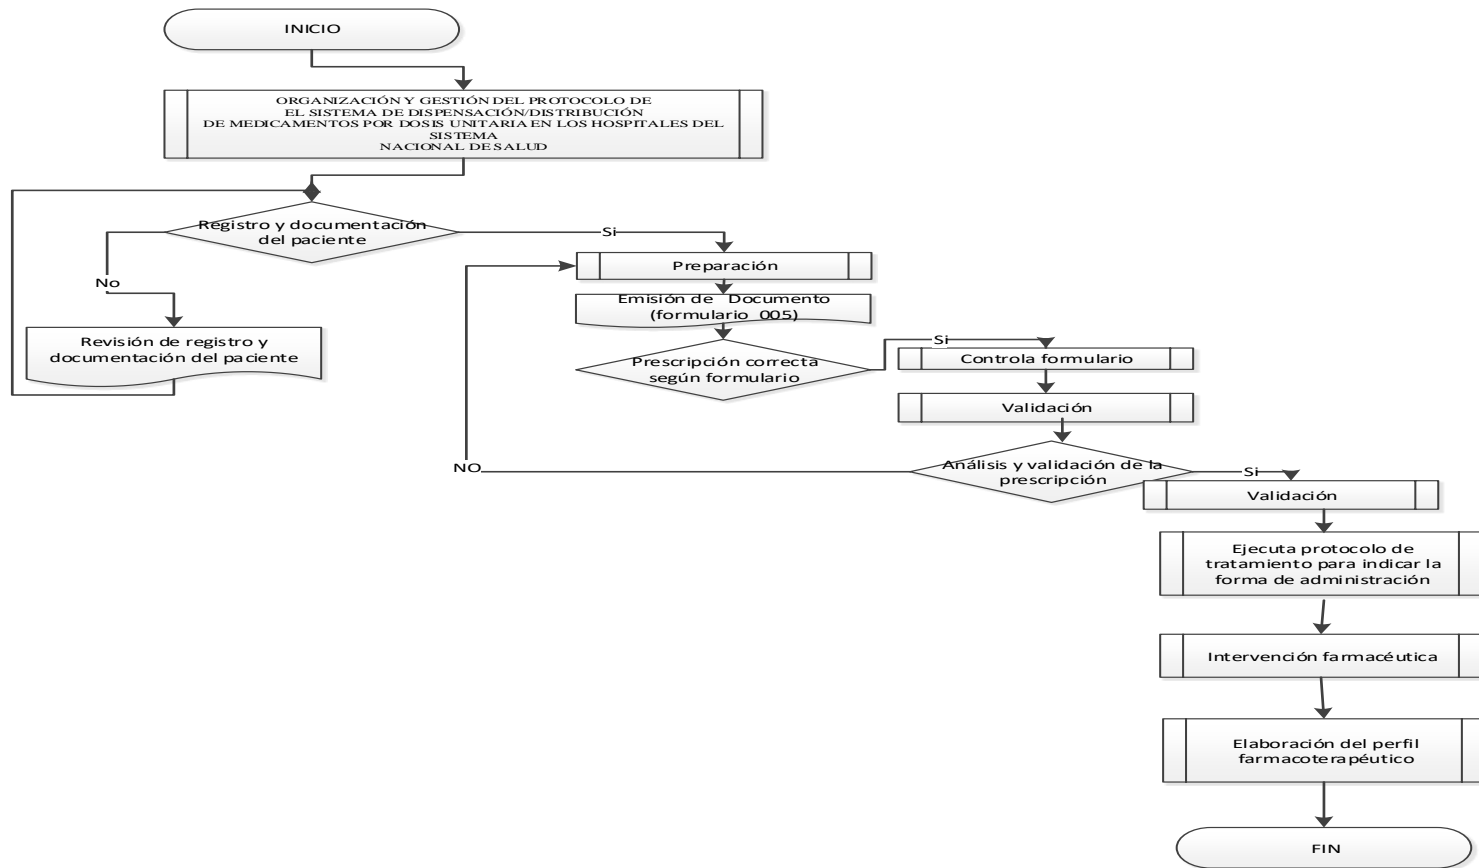 INICIO
ORGANIZACIÓN Y GESTIÓN DEL PROTOCOLO DE
EL SISTEMA DE DISPENSACIÓN/DISTRIBUCIÓN
DE MEDICAMENTOS POR DOSIS UNITARIA EN LOS HOSPITALES DEL
SISTEMA
NACIONAL DE SALUD
Registro y documentación
del paciente
Si
No
Preparación
Emisión de Documento
(formulario 005)
Revisión de registro y
documentación del paciente
Si
Prescripción correcta
según formulario
Controla formulario
Validación
NO
Análisis y validación de la
prescripción
Si
Validación
Ejecuta protocolo de
tratamiento para indicar la
forma de administración
Intervención farmacéutica
Elaboración del perfil
farmacoterapéutico
FIN